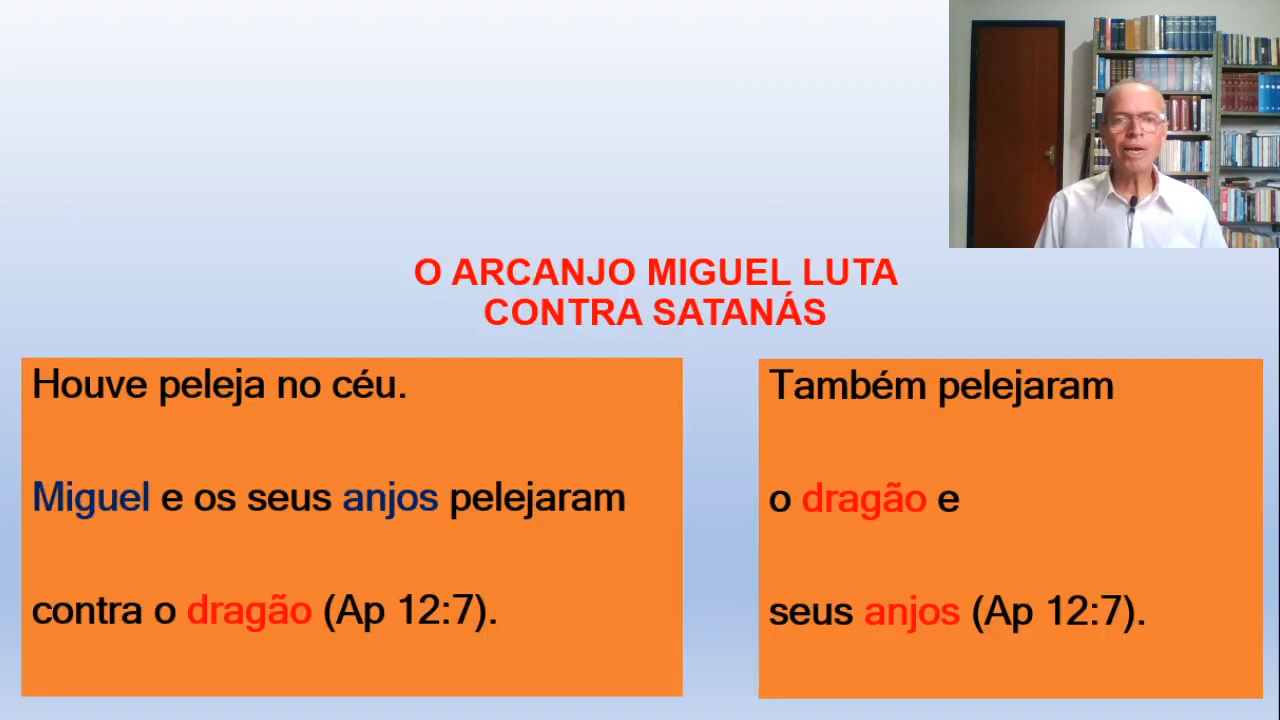 O ARCANJO MIGUEL LUTA
CONTRA SATANÁS
Houve peleja no céu.
Miguel e os seus anjos pelejaram
contra o dragão (Ap 12:7).
Também pelejaram
o dragão e
seus anjos (Ap 12:7).